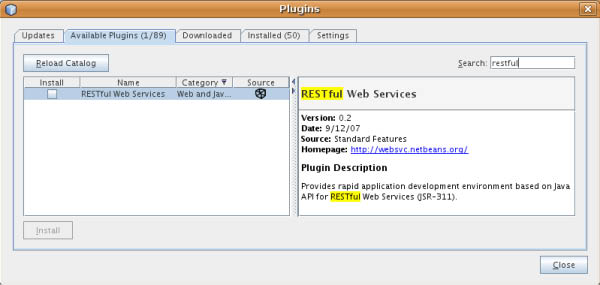 Plugins
Updates Available Plugins (1/89) Downloaded Installed (50) Settings
Reload Catalog Search: restful
Install Name Category Source
RESTful Web Services Web and Jav...
RESTful Web Services
Version: 0.2
Date: 9/12/07
Source: Standard Features
Homepage: http://websvc.netbeans.org/
Plugin Description
Provides rapid application development environment based on Java
API for RESTful Web Services (JSR-311).
Install
Close